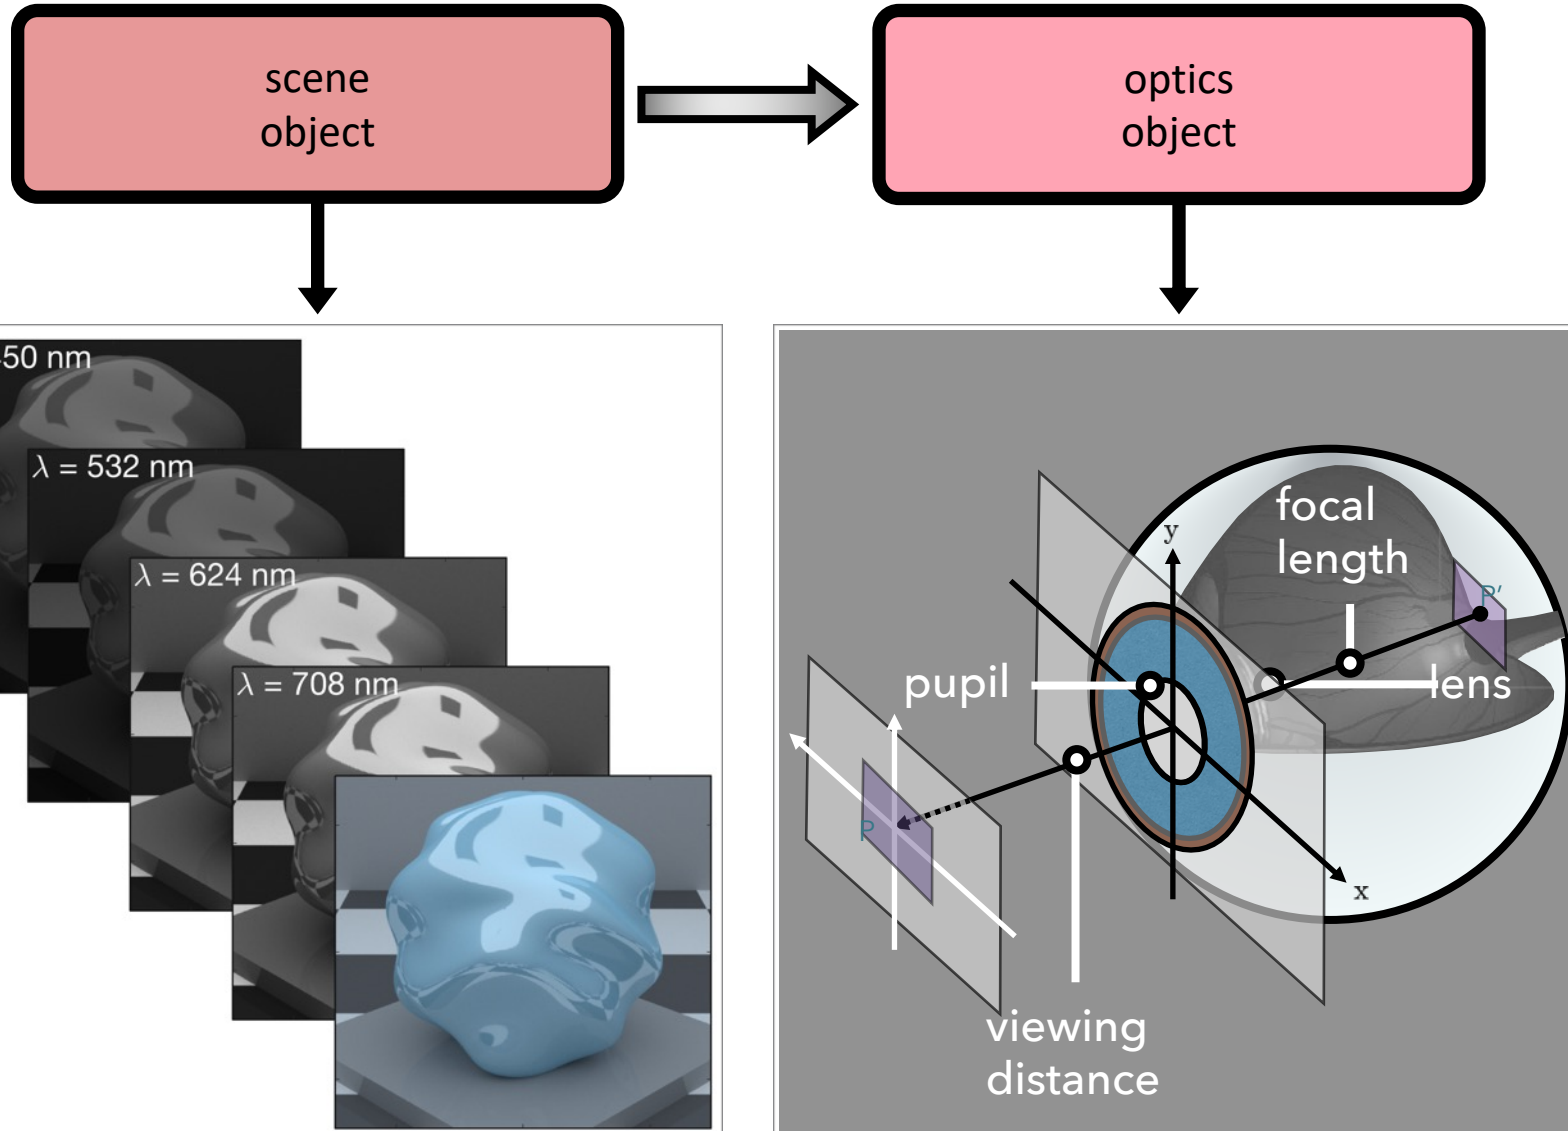 scene
object
optics
object
50 nm
λ = 532 nm
λ = 624 nm
λ = 708 nm
focal
length
y
P'
pupil
lens
P
x
viewing
distance